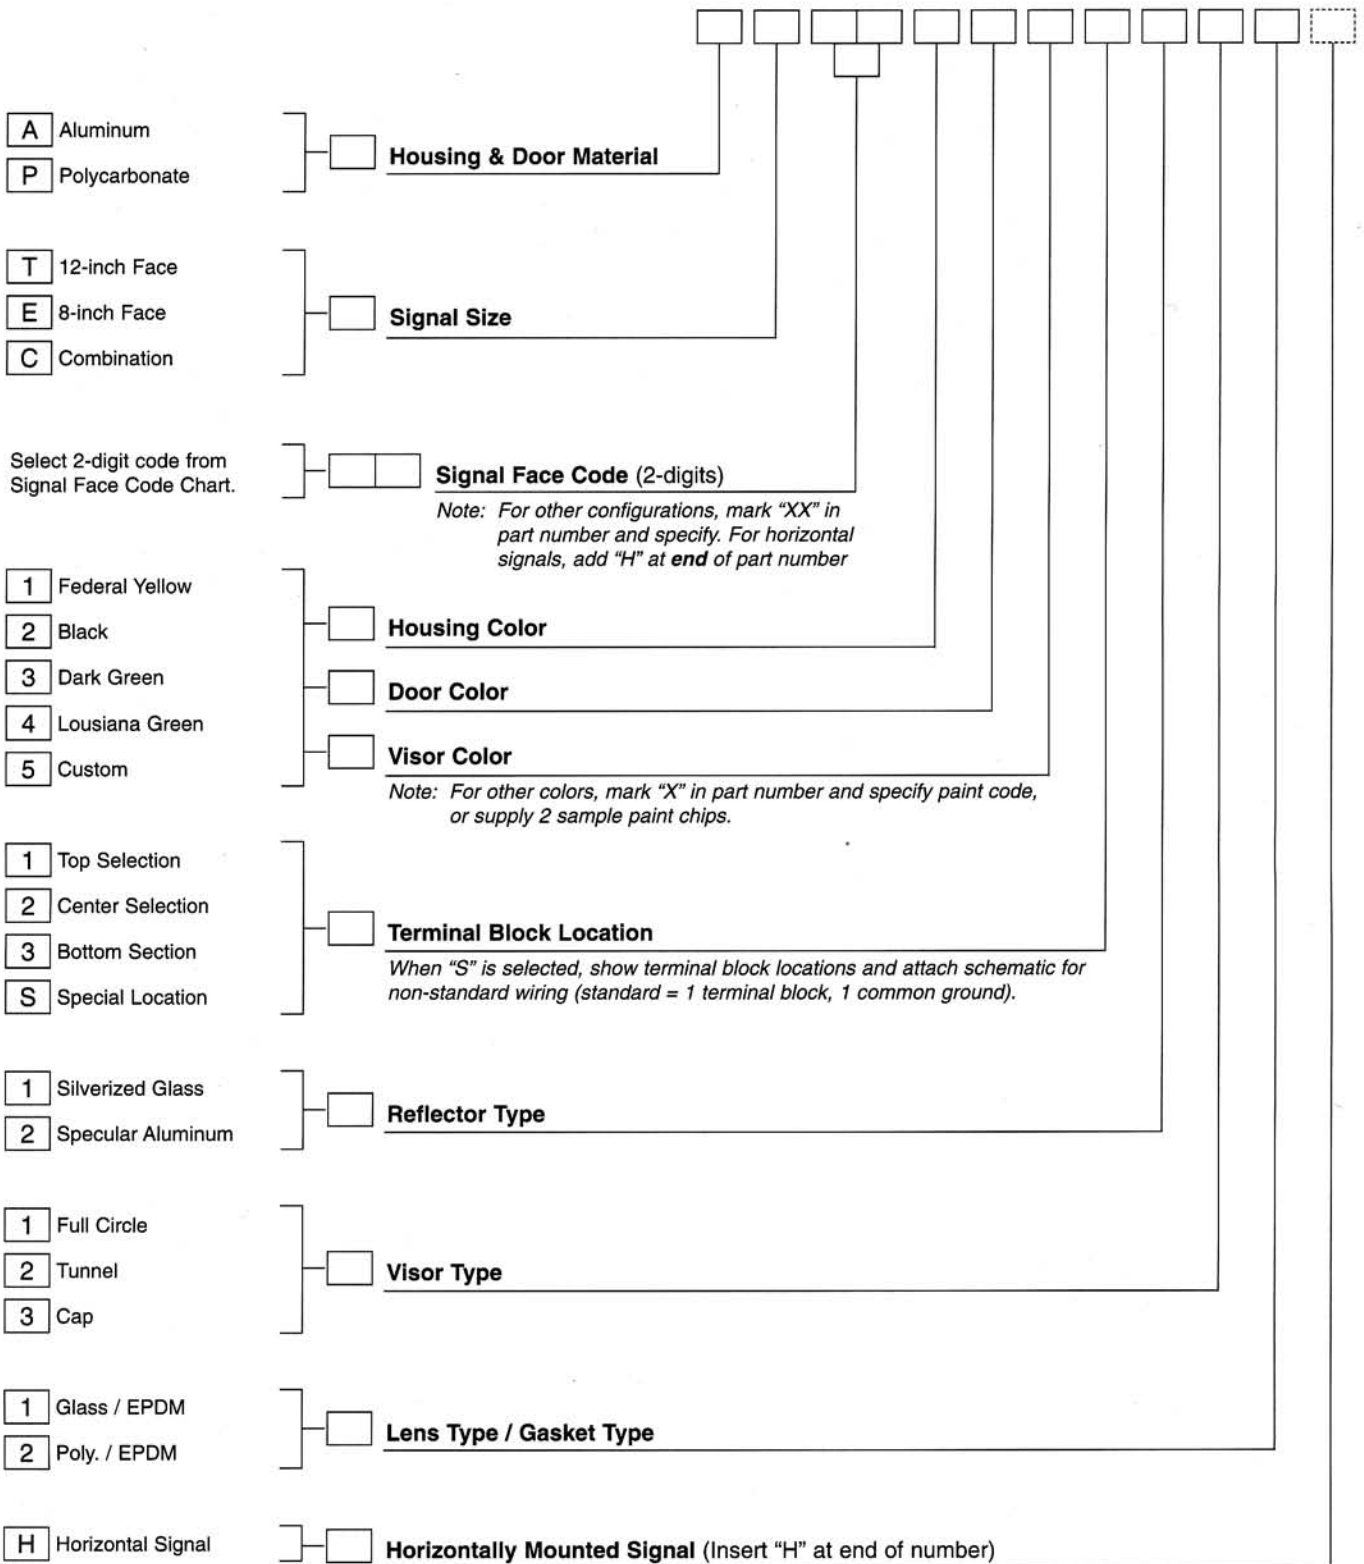 A Aluminum
P Polycarbonate
Housing & Door Material
T 12-inch Face
E 8-inch Face
C Combination
Signal Size
Select 2-digit code from
Signal Face Code Chart.
Signal Face Code (2-digits)
Note: For other configurations, mark “XX” in
part number and specify. For horizontal
signals, add “H” at end of part number
1 Federal Yellow
2 Black
3 Dark Green
4 Lousiana Green
5 Custom
Housing Color
Door Color
Visor Color
Note: For other colors, mark “X” in part number and specify paint code,
or supply 2 sample paint chips.
1 Top Selection
2 Center Selection
3 Bottom Section
S Special Location
Terminal Block Location
When “S” is selected, show terminal block locations and attach schematic for
non-standard wiring (standard = 1 terminal block, 1 common ground).
1 Silverized Glass
2 Specular Aluminum
Reflector Type
1 Full Circle
2 Tunnel
3 Cap
Visor Type
1 Glass / EPDM
2 Poly. / EPDM
Lens Type / Gasket Type
H Horizontal Signal
Horizontally Mounted Signal (Insert “H” at end of number)